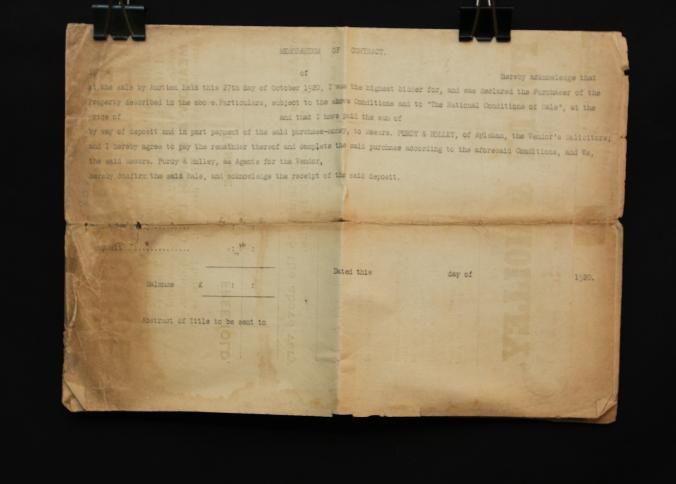 MEMORANDUM OF CONTRACT.
of hereby acknowledge that
at the sale by Auction held this 27th day of October 1920, I was the highest bidder for, and was declared the Purchaser of the
Property described in the above Particulars, subject to the above Conditions and to "The National Conditions of Sale", at the
price of and that I have paid the sum of
by way of deposit and in part payment of the said purchase-money, to Messrs. PURDY & HOLLEY, of Aylsham, the Vendor's Solicitors;
and I hereby agree to pay the remainder thereof and complete the said purchase according to the aforesaid Conditions, and We,
the said Messrs. Purdy & Holley, as Agents for the Vendor,
hereby confirm the said Sale, and acknowledge the receipt of the said deposit.
Dated this day of 1920.
Balance £ : :
Abstract of Title to be sent to